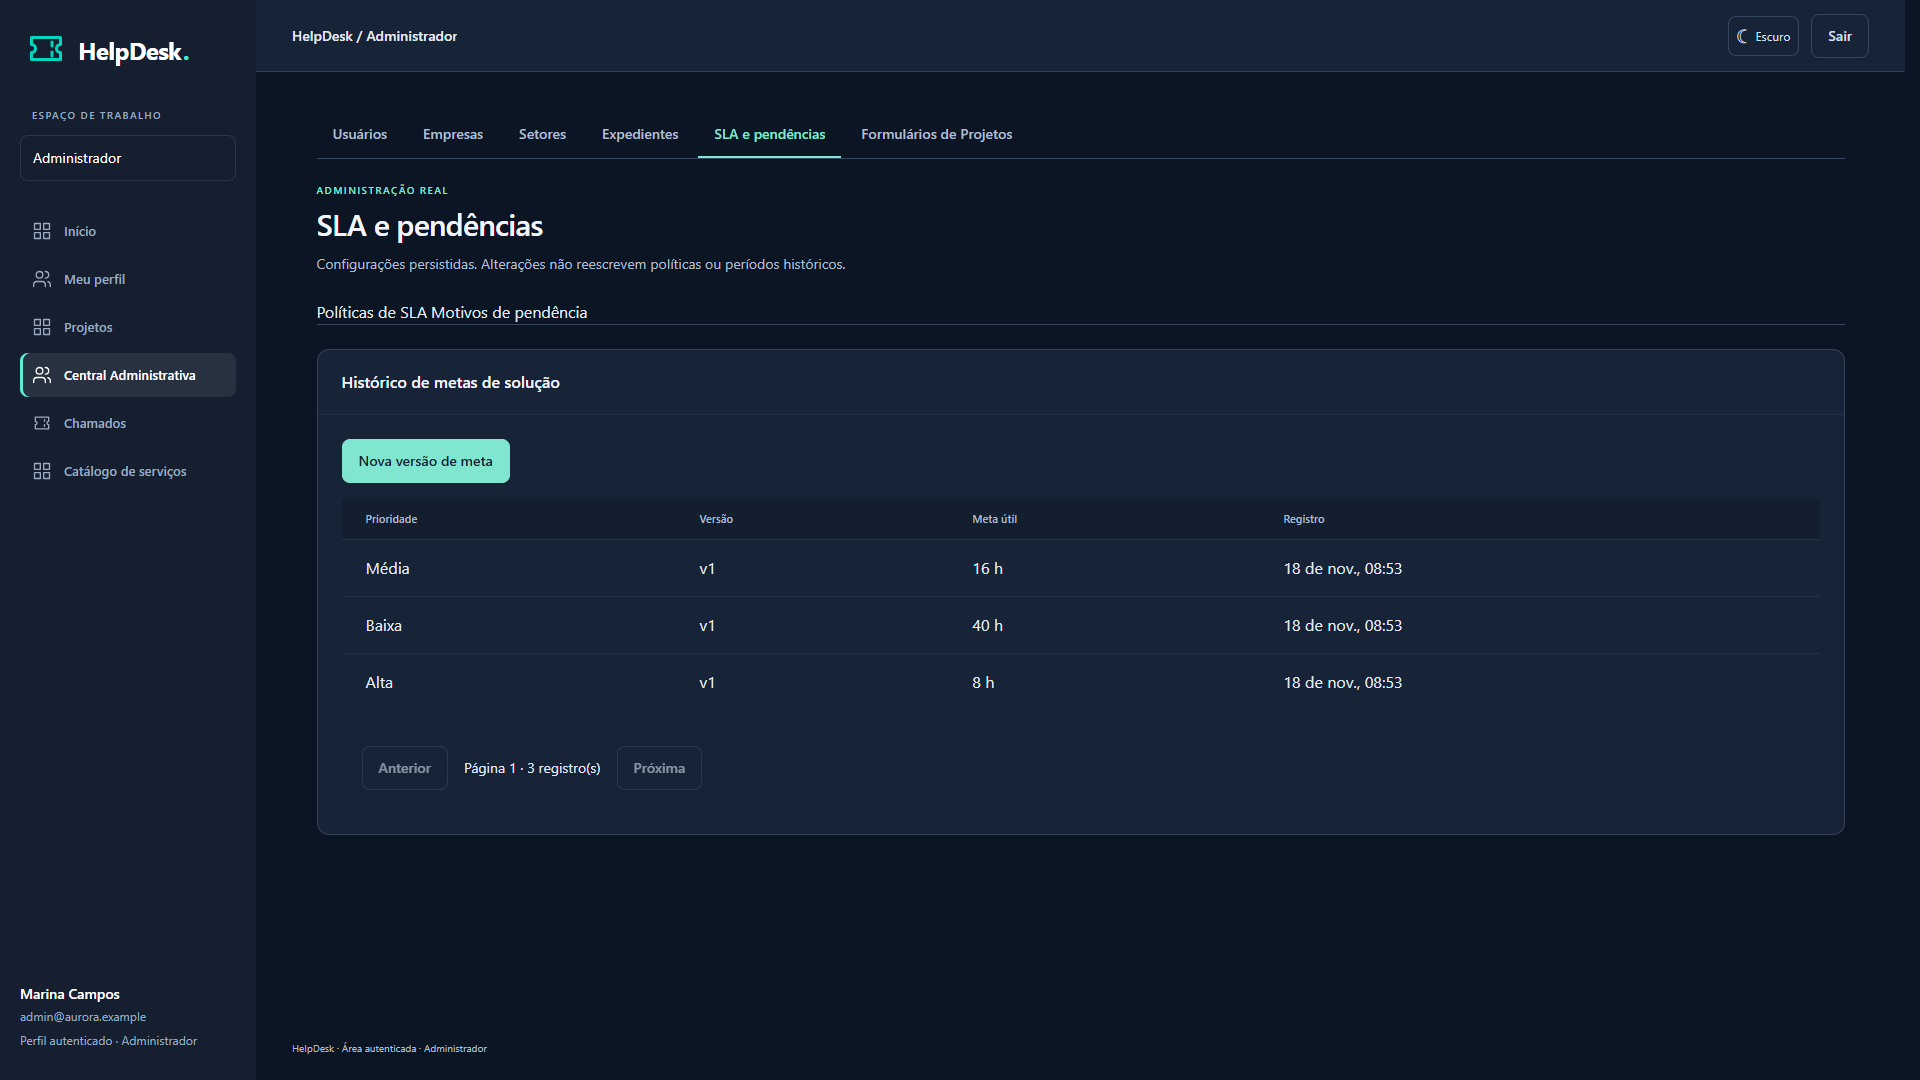 HelpDesk.
ESPAÇO DE TRABALHO
Administrador
Início
Meu perfil
Projetos
Central Administrativa
Chamados
Catálogo de serviços
Marina Campos
admin@aurora.example
Perfil autenticado · Administrador
HelpDesk / Administrador
Escuro
Sair
Usuários Empresas Setores Expedientes SLA e pendências Formulários de Projetos
ADMINISTRAÇÃO REAL
SLA e pendências
Configurações persistidas. Alterações não reescrevem políticas ou períodos históricos.
Políticas de SLA Motivos de pendência
Histórico de metas de solução
Nova versão de meta
Prioridade Versão Meta útil Registro
Média v1 16 h 18 de nov., 08:53
Baixa v1 40 h 18 de nov., 08:53
Alta v1 8 h 18 de nov., 08:53
Anterior Página 1 · 3 registro(s) Próxima
HelpDesk · Área autenticada · Administrador